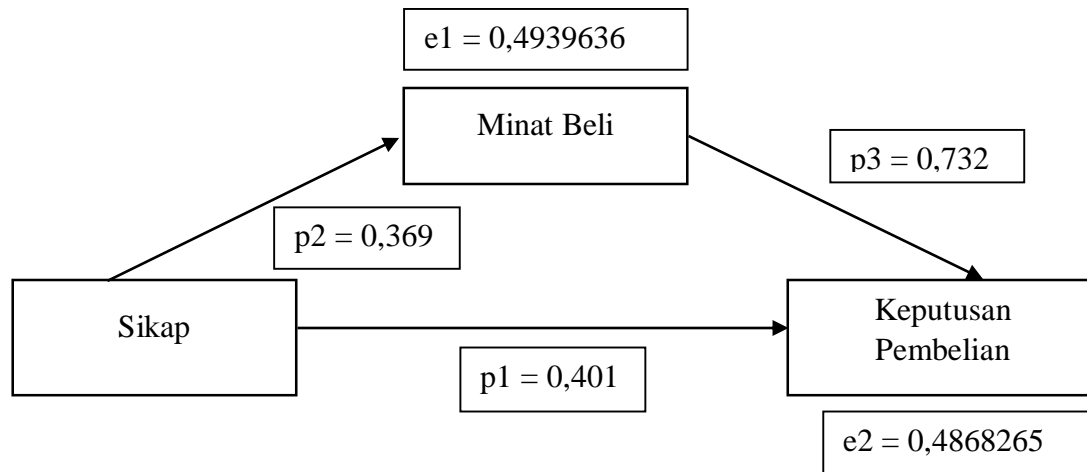 e1 = 0,4939636
Minat Beli
p3 = 0,732
p2 = 0,369
Sikap
Keputusan
Pembelian
p1 = 0,401
e2 = 0,4868265